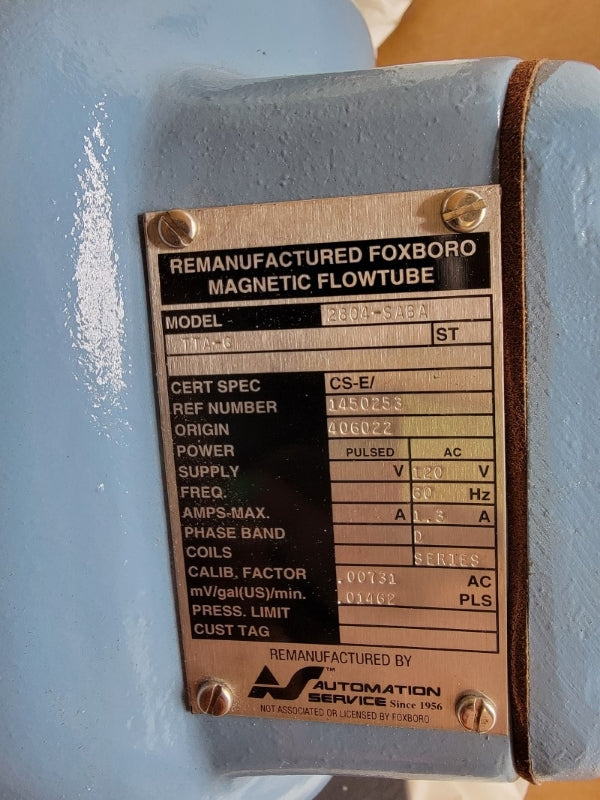 REMANUFACTURED FOXBORO
MAGNETIC FLOWTUBE
MODEL 2804-SABA
TTA-G ST
CERT SPEC CS-E/
REF NUMBER 1450253
ORIGIN 406022
POWER PULSED AC
SUPPLY V 120 V
FREQ. 60 Hz
AMPS-MAX. A 1.3 A
PHASE BAND D
COILS SERIES
CALIB. FACTOR .00731 AC
mV/gal(US)/min. .01462 PLS
PRESS. LIMIT
CUST TAG
REMANUFACTURED BY
AS™ AUTOMATION
SERVICE Since 1956
NOT ASSOCIATED OR LICENSED BY FOXBORO